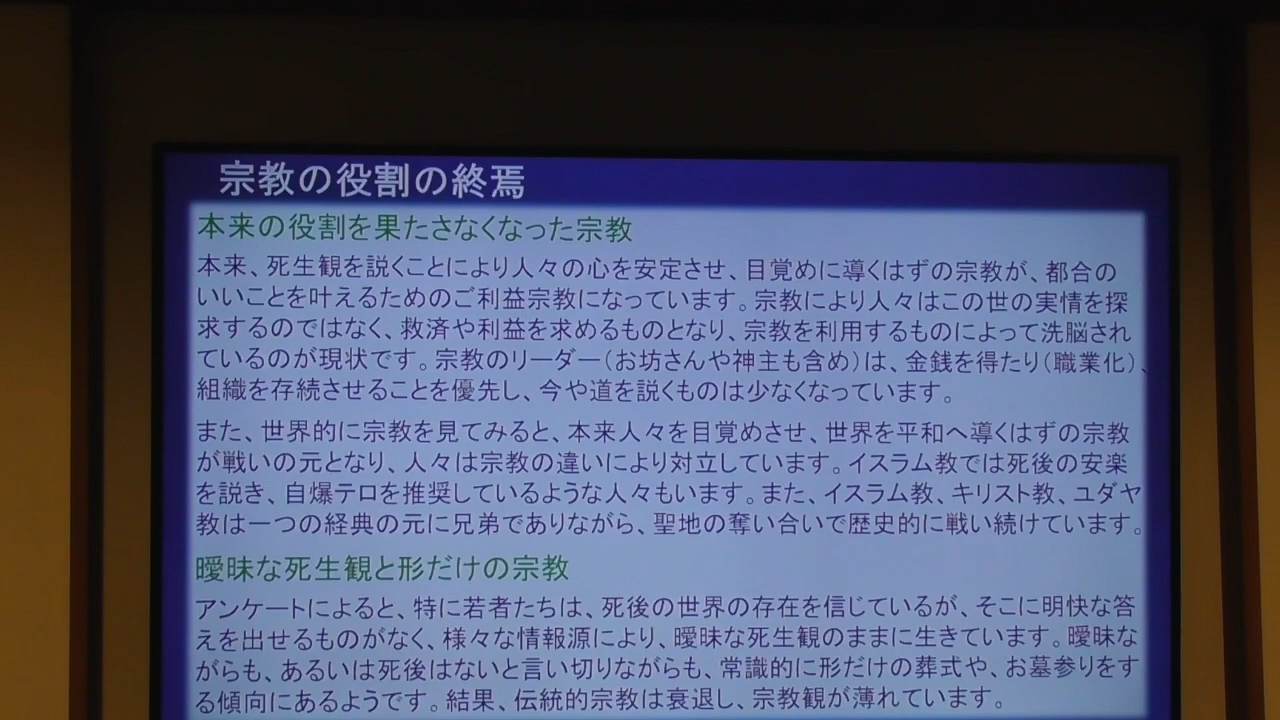 宗教の役割の終焉
本来の役割を果たさなくなった宗教
本来、死生観を説くことにより人々の心を安定させ、目覚めに導くはずの宗教が、都合の
いいことを叶えるためのご利益宗教になっています。宗教により人々はこの世の実情を探
求するのではなく、救済や利益を求めるものとなり、宗教を利用するものによって洗脳され
ているのが現状です。宗教のリーダー（お坊さんや神主も含め）は、金銭を得たり（職業化）、
組織を存続させることを優先し、今や道を説くものは少なくなっています。
また、世界的に宗教を見てみると、本来人々を目覚めさせ、世界を平和へ導くはずの宗教
が戦いの元となり、人々は宗教の違いにより対立しています。イスラム教では死後の安楽
を説き、自爆テロを推奨しているような人々もいます。また、イスラム教、キリスト教、ユダヤ
教は一つの経典の元に兄弟でありながら、聖地の奪い合いで歴史的に戦い続けています。
曖昧な死生観と形だけの宗教
アンケートによると、特に若者たちは、死後の世界の存在を信じているが、そこに明快な答
えを出せるものがなく、様々な情報源により、曖昧な死生観のままに生きています。曖昧な
がらも、あるいは死後はないと言い切りながらも、常識的に形だけの葬式や、お墓参りをす
る傾向にあるようです。結果、伝統的宗教は衰退し、宗教観が薄れています。